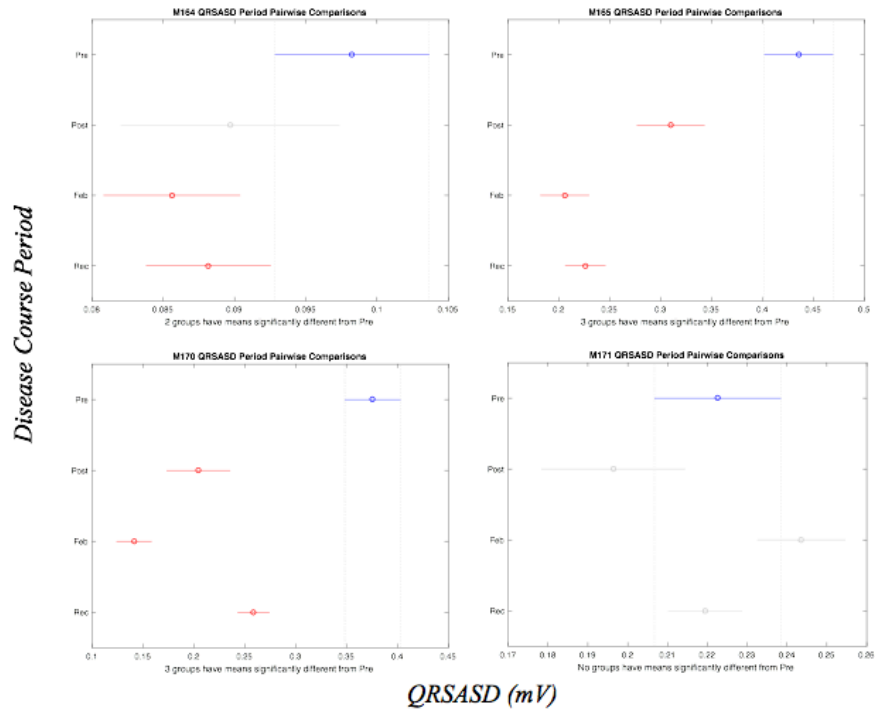 M164 QRSASD Period Pairwise Comparisons
Pre
Post
Feb
Rec
0.08 0.085 0.09 0.095 0.1 0.105
2 groups have means significantly different from Pre
M165 QRSASD Period Pairwise Comparisons
Pre
Post
Feb
Rec
0.15 0.2 0.25 0.3 0.35 0.4 0.45 0.5
3 groups have means significantly different from Pre
Disease Course Period
M170 QRSASD Period Pairwise Comparisons
Pre
Post
Feb
Rec
0.1 0.15 0.2 0.25 0.3 0.35 0.4 0.45
3 groups have means significantly different from Pre
M171 QRSASD Period Pairwise Comparisons
Pre
Post
Feb
Rec
0.17 0.18 0.19 0.2 0.21 0.22 0.23 0.24 0.25 0.26
No groups have means significantly different from Pre
QRSASD (mV)